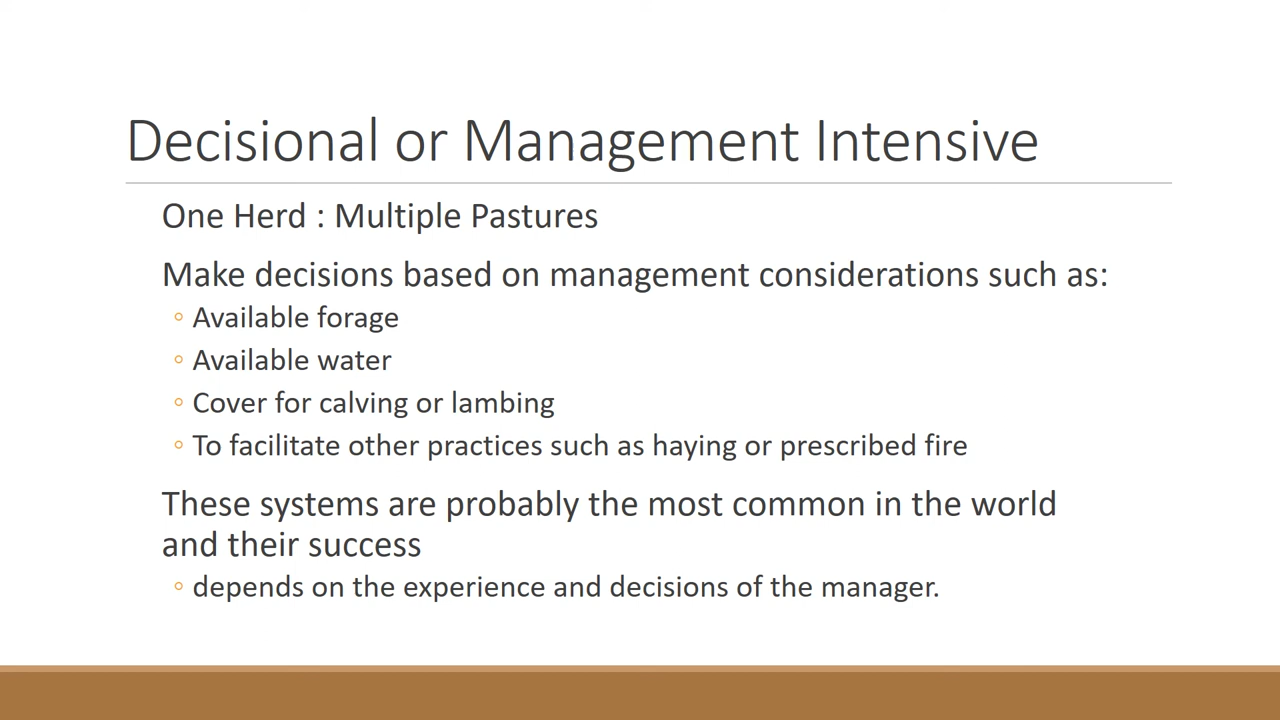 Decisional or Management Intensive
One Herd : Multiple Pastures
Make decisions based on management considerations such as:
◦ Available forage
◦ Available water
◦ Cover for calving or lambing
◦ To facilitate other practices such as haying or prescribed fire
These systems are probably the most common in the world
and their success
◦ depends on the experience and decisions of the manager.